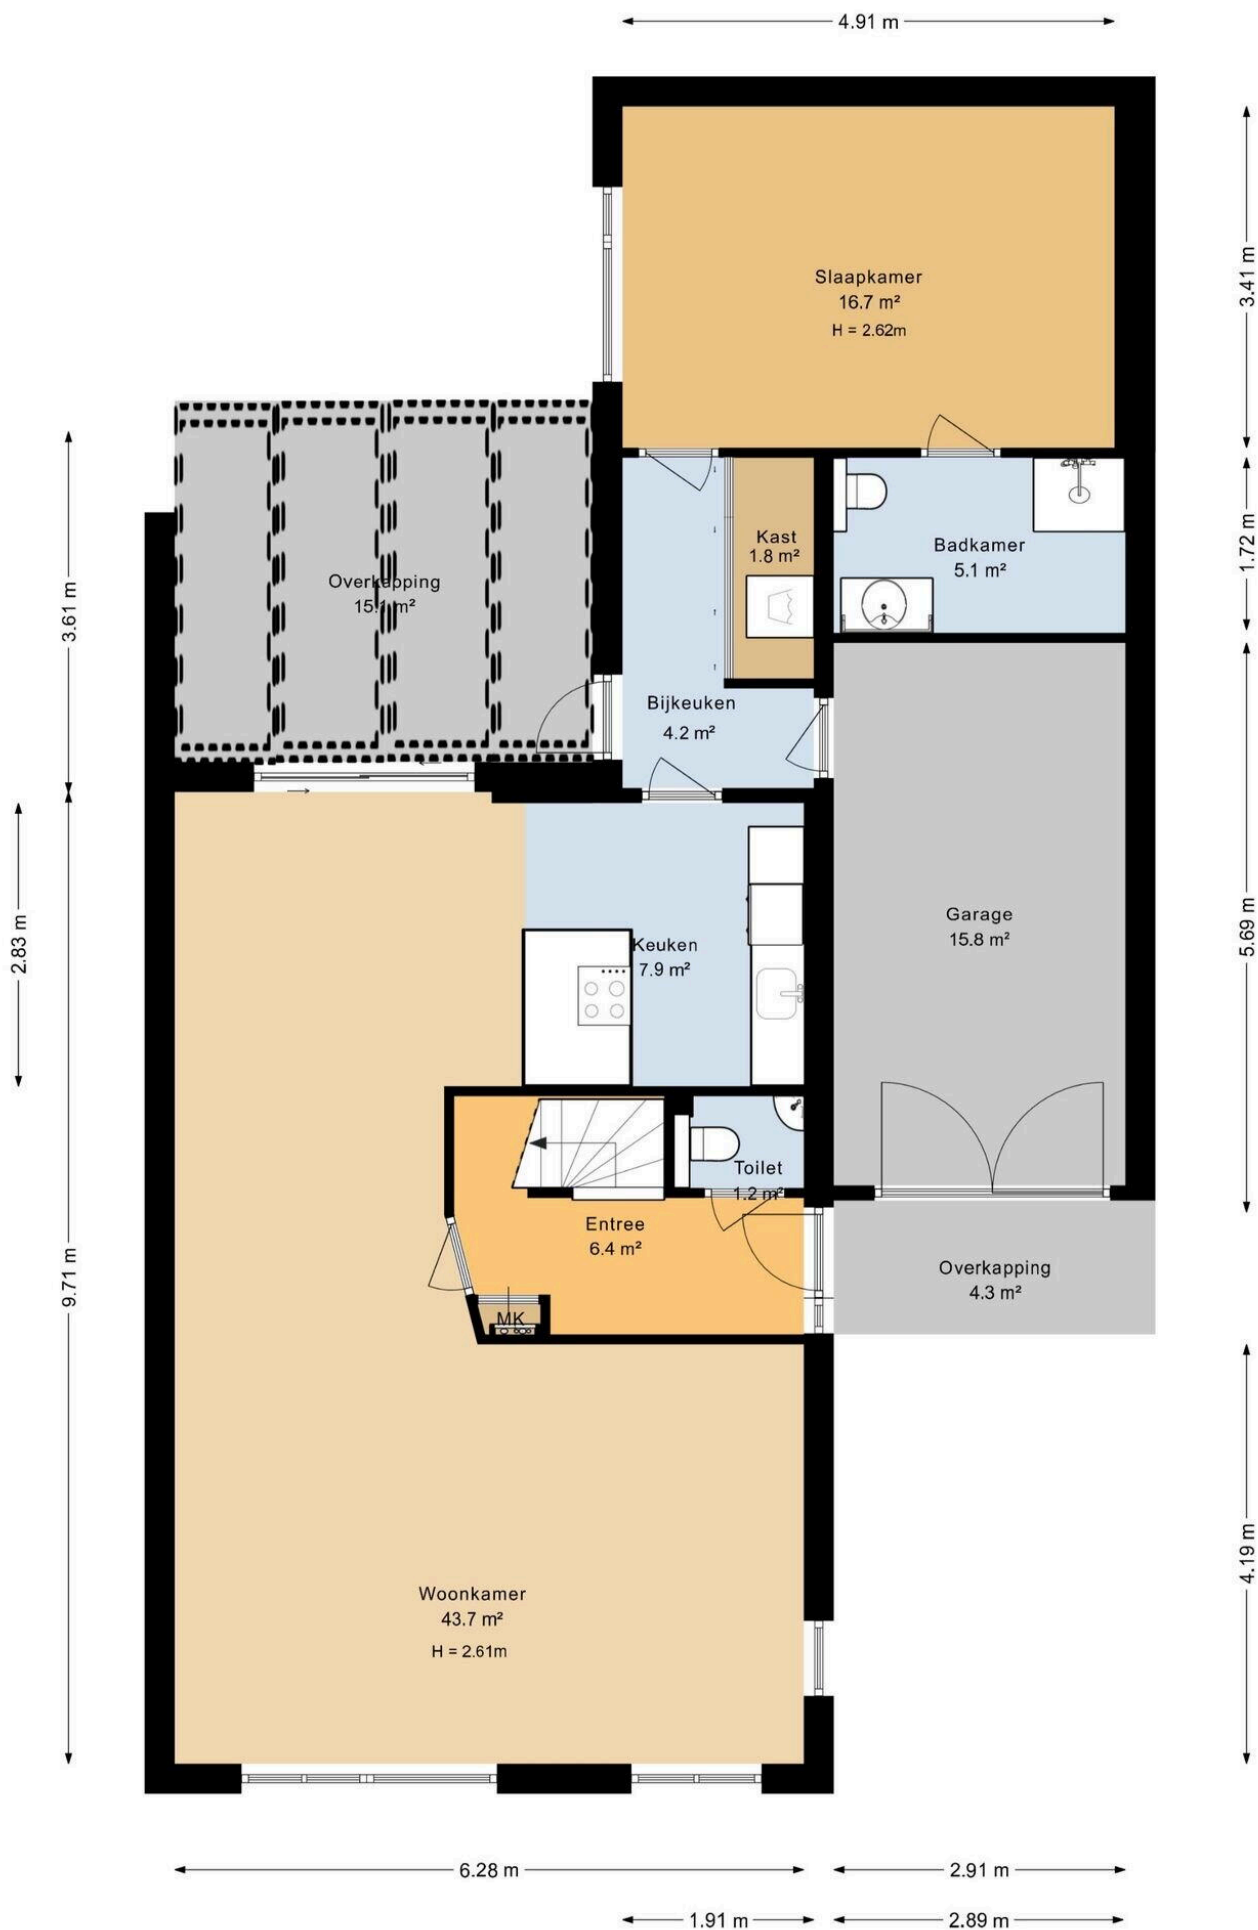 4.91 m
Slaapkamer
16.7 m²
H = 2.62m
3.41 m
Kast
1.8 m²
Badkamer
5.1 m²
1.72 m
Overkapping
15.1 m²
3.61 m
Bijkeuken
4.2 m²
Garage
15.8 m²
Keuken
7.9 m²
2.83 m
5.69 m
Toilet
1.2 m²
Entree
6.4 m²
Overkapping
4.3 m²
MK
9.71 m
4.19 m
Woonkamer
43.7 m²
H = 2.61m
6.28 m
2.91 m
1.91 m
2.89 m